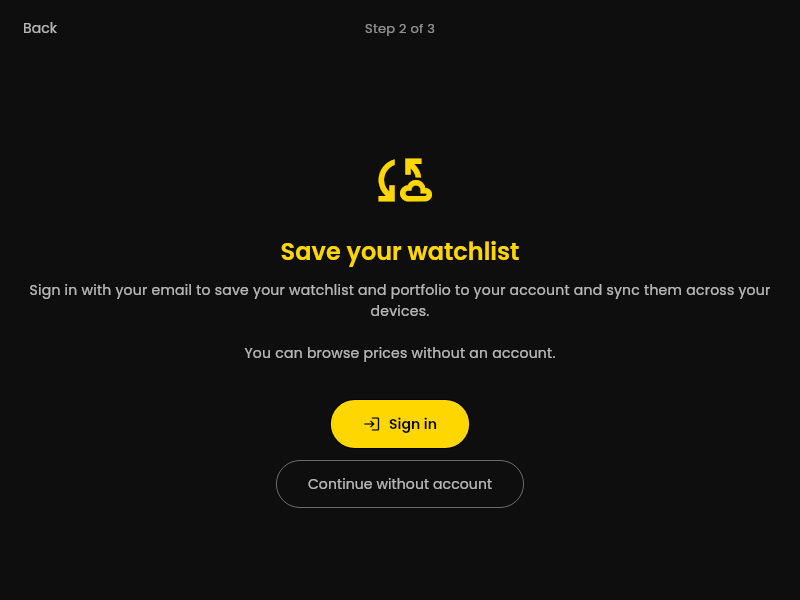 Back
Step 2 of 3
Save your watchlist
Sign in with your email to save your watchlist and portfolio to your account and sync them across your
devices.
You can browse prices without an account.
Sign in
Continue without account